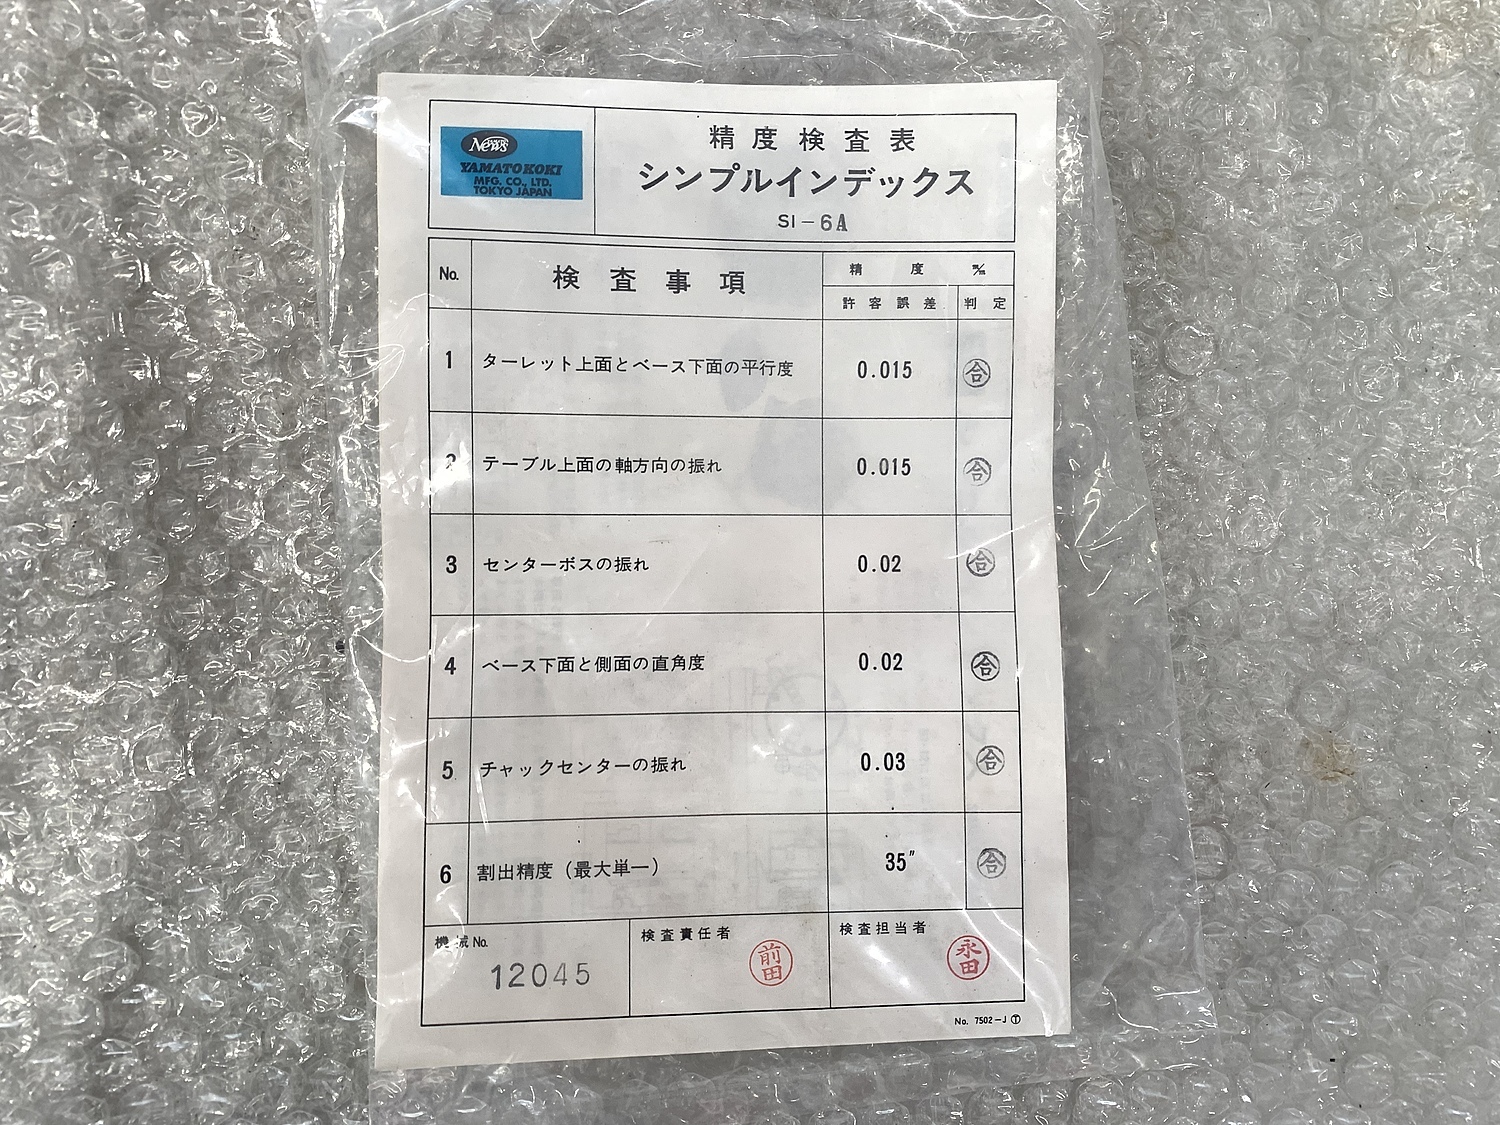 News
YAMATO KOKI
MFG. CO., LTD.
TOKYO JAPAN
精度検査表
シンプルインデックス
SI-6A
No. 検査事項 精度 m/m
許容誤差 判定
1 ターレット上面とベース下面の平行度 0.015 合
2 テーブル上面の軸方向の振れ 0.015 合
3 センターボスの振れ 0.02 合
4 ベース下面と側面の直角度 0.02 合
5 チャックセンターの振れ 0.03 合
6 割出精度(最大単一) 35″ 合
機械No. 検査責任者 検査担当者
12045 前田 永田
No. 7502-J Ⓣ